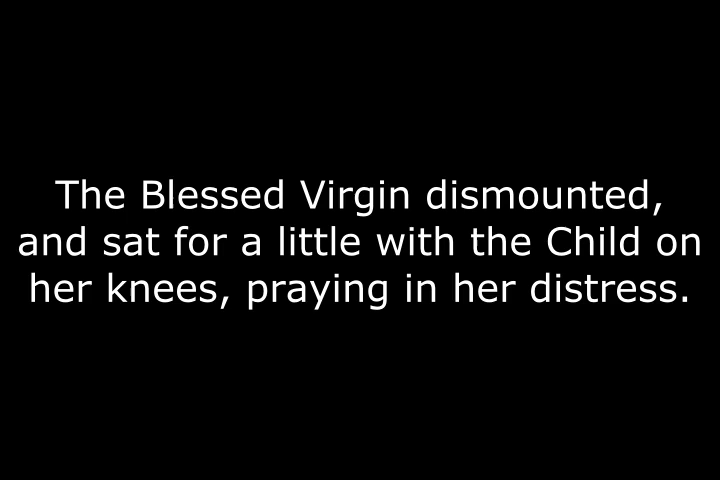 The Blessed Virgin dismounted,
and sat for a little with the Child on
her knees, praying in her distress.